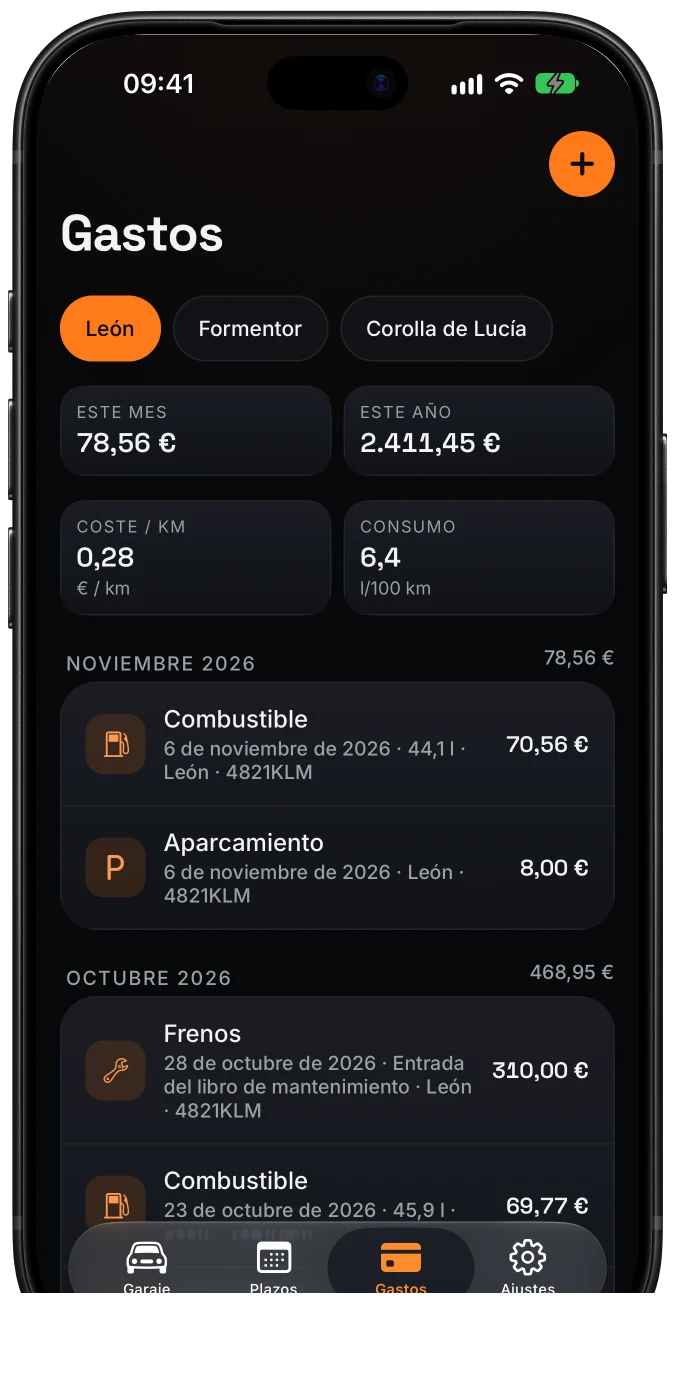 09:41
Gastos
León
Formentor
Corolla de Lucía
ESTE MES
78,56 €
ESTE AÑO
2.411,45 €
COSTE / KM
0,28
€ / km
CONSUMO
6,4
l/100 km
NOVIEMBRE 2026
78,56 €
Combustible
6 de noviembre de 2026 · 44,1 l ·
León · 4821KLM
70,56 €
P
Aparcamiento
6 de noviembre de 2026 · León ·
4821KLM
8,00 €
OCTUBRE 2026
468,95 €
Frenos
28 de octubre de 2026 · Entrada
del libro de mantenimiento · León
· 4821KLM
310,00 €
Combustible
23 de octubre de 2026 · 45,9 l ·
69,77 €
Garaje
Plazos
Gastos
Ajustes